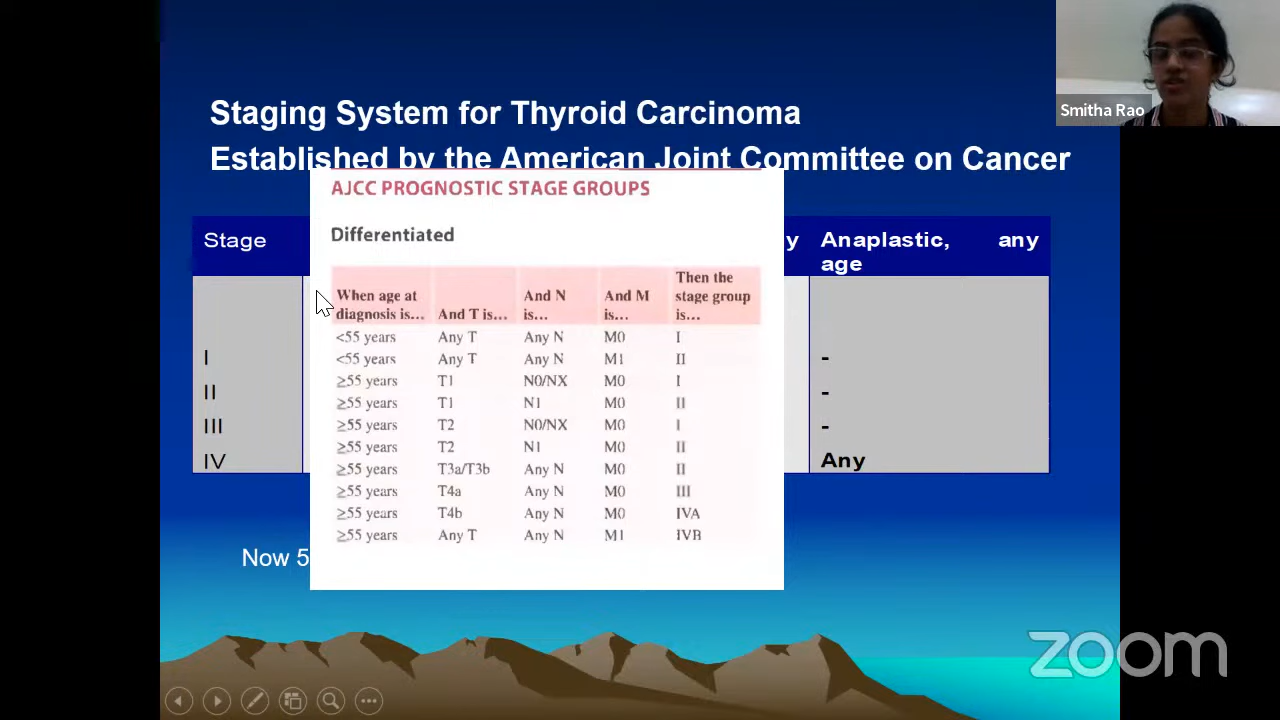 Smitha Rao
Staging System for Thyroid Carcinoma
Established by the American Joint Committee on Cancer
AJCC PROGNOSTIC STAGE GROUPS
Differentiated
Stage
y
Anaplastic, any
age
When age at
diagnosis is... And T is... And N
is... And M
is... Then the
stage group
is...
<55 years Any T Any N M0 I
<55 years Any T Any N M1 II
≥55 years T1 N0/NX M0 I
≥55 years T1 N1 M0 II
≥55 years T2 N0/NX M0 I
≥55 years T2 N1 M0 II
≥55 years T3a/T3b Any N M0 II
≥55 years T4a Any N M0 III
≥55 years T4b Any N M0 IVA
≥55 years Any T Any N M1 IVB
I -
II -
III -
IV Any
Now 5
zoom